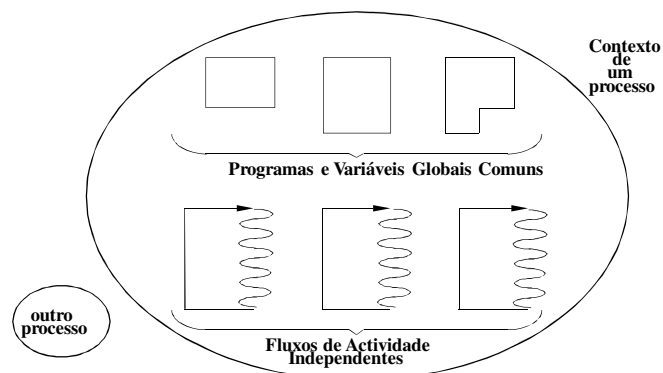 Contexto
de
um
processo
Programas e Variáveis Globais Comuns
outro
processo
Fluxos de Actividade
Independentes